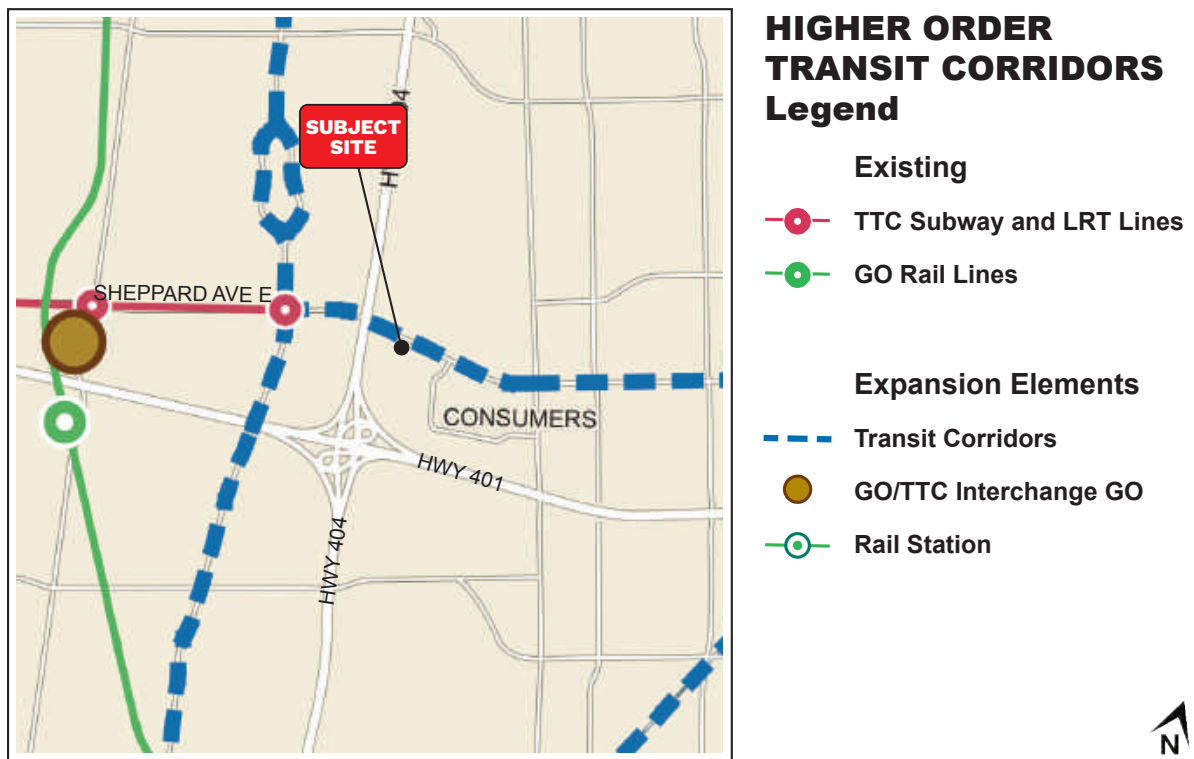 SUBJECT
SITE
04
H
SHEPPARD AVE E
CONSUMERS
HWY 401
HWY 404
HIGHER ORDER
TRANSIT CORRIDORS
Legend
Existing
TTC Subway and LRT Lines
GO Rail Lines
Expansion Elements
Transit Corridors
GO/TTC Interchange GO
Rail Station
N